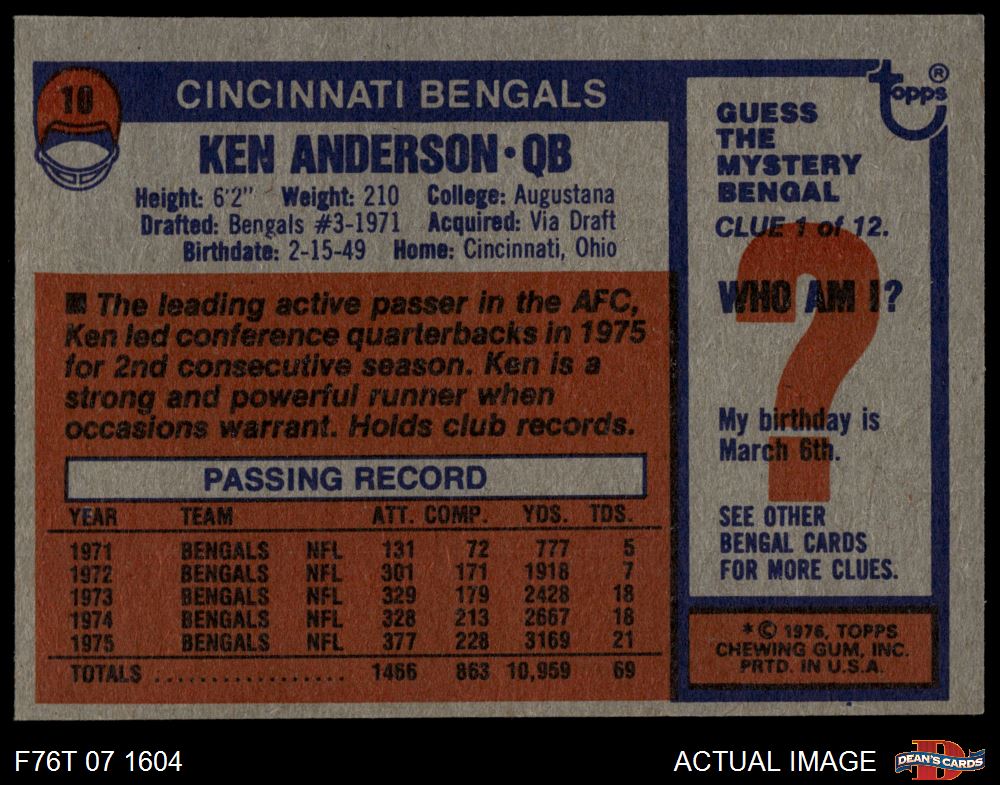 10
CINCINNATI BENGALS
KEN ANDERSON • QB
Height: 6'2" Weight: 210 College: Augustana
Drafted: Bengals #3-1971 Acquired: Via Draft
Birthdate: 2-15-49 Home: Cincinnati, Ohio
■ The leading active passer in the AFC,
Ken led conference quarterbacks in 1975
for 2nd consecutive season. Ken is a
strong and powerful runner when
occasions warrant. Holds club records.
PASSING RECORD
YEAR TEAM ATT. COMP. YDS. TDS.
1971 BENGALS NFL 131 72 777 5
1972 BENGALS NFL 301 171 1918 7
1973 BENGALS NFL 329 179 2428 18
1974 BENGALS NFL 328 213 2667 18
1975 BENGALS NFL 377 228 3169 21
TOTALS .................. 1466 863 10,959 69
topps ®
GUESS
THE
MYSTERY
BENGAL
CLUE 1 of 12.
?
WHO AM I?
My birthday is
March 6th.
SEE OTHER
BENGAL CARDS
FOR MORE CLUES.
* © 1976, TOPPS
CHEWING GUM, INC.
PRTD. IN U.S.A.
F76T 07 1604
ACTUAL IMAGE
D
DEAN'S CARDS